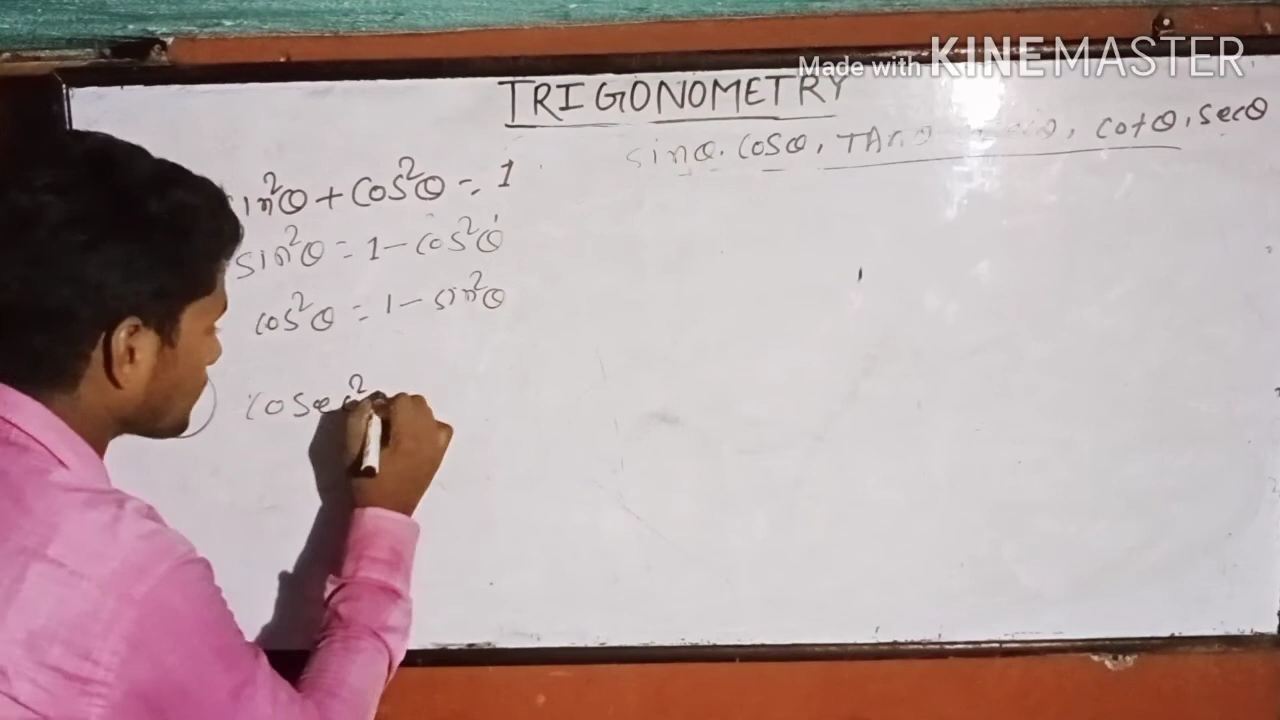 Made with KINEMASTER
TRIGONOMETRY
sinθ. cosθ, TAnθ cotθ, secθ
sin²θ + cos²θ = 1
sin²θ = 1 - cos²θ
cos²θ = 1 - sin²θ
cosec²